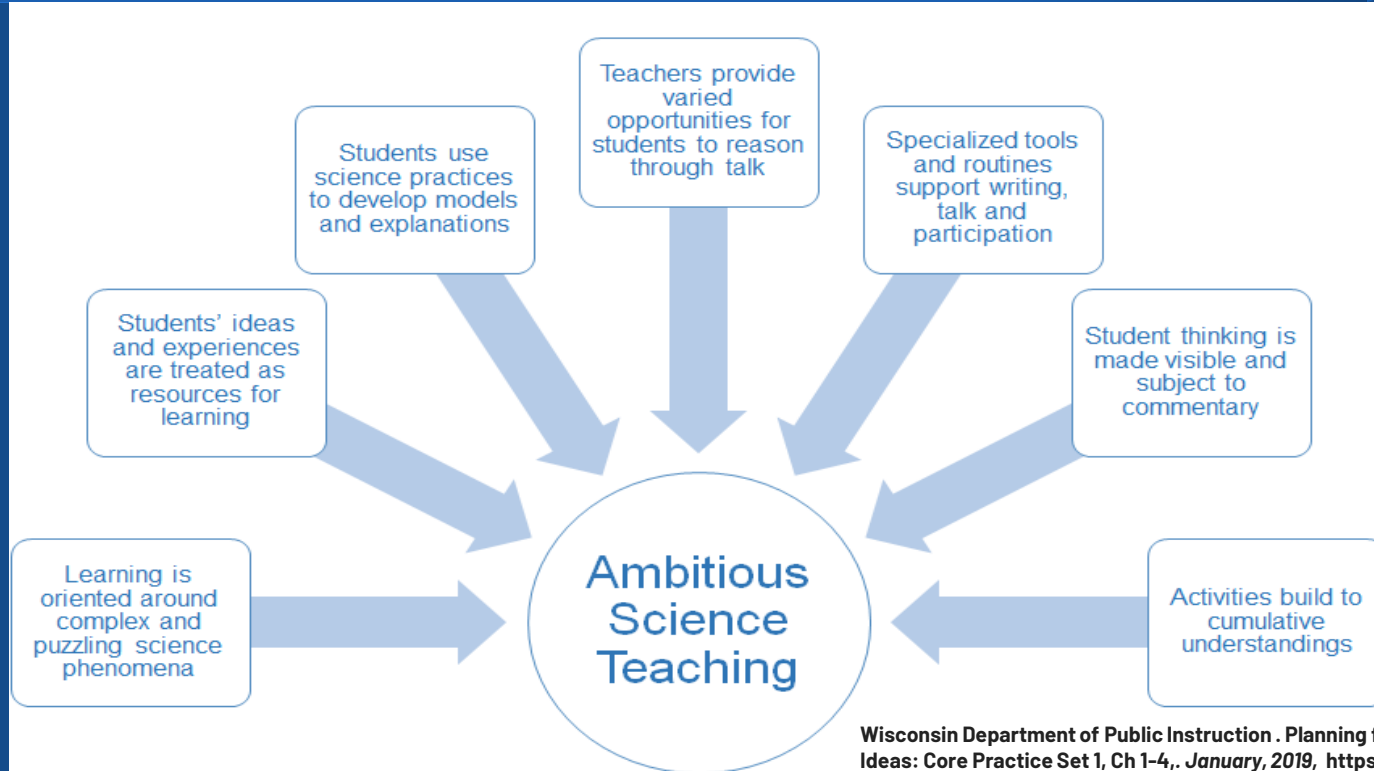 Teachers provide
varied
opportunities for
students to reason
through talk
Students use
science practices
to develop models
and explanations
Specialized tools
and routines
support writing,
talk and
participation
Students’ ideas
and experiences
are treated as
resources for
learning
Student thinking is
made visible and
subject to
commentary
Learning is
oriented around
complex and
puzzling science
phenomena
Ambitious
Science
Teaching
Activities build to
cumulative
understandings
Wisconsin Department of Public Instruction . Planning
Ideas: Core Practice Set 1, Ch 1-4,. January, 2019, https